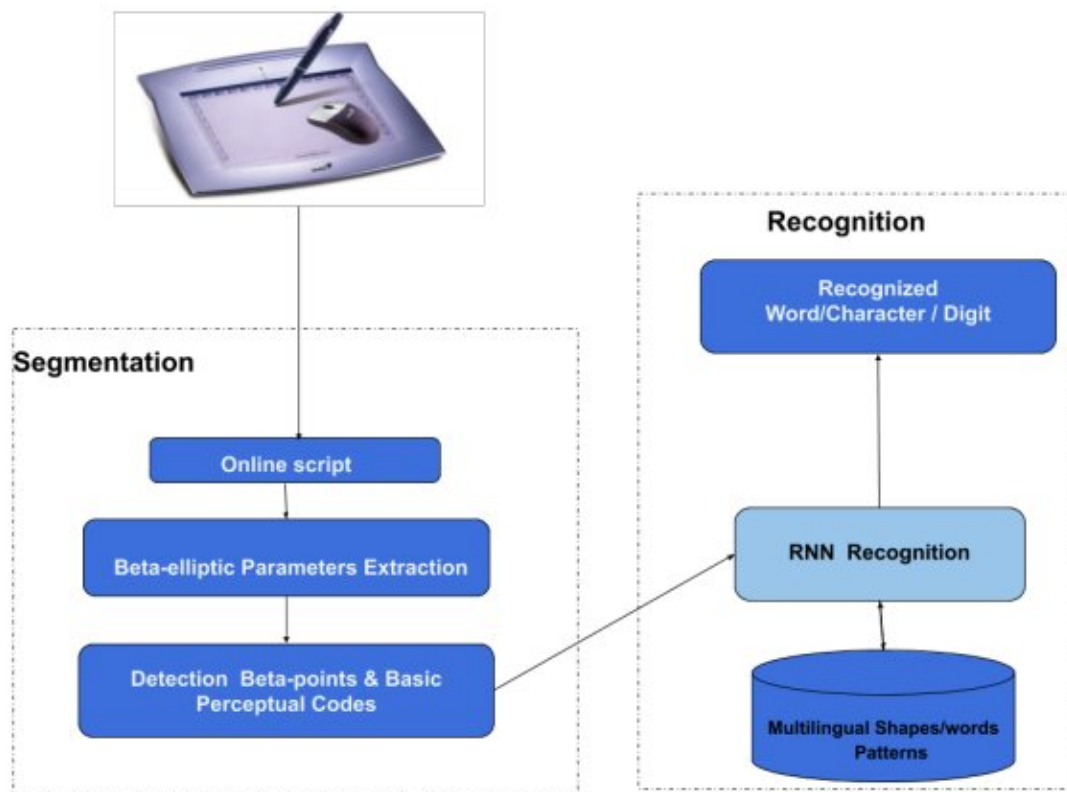 Segmentation
Online script
Beta-elliptic Parameters Extraction
Detection Beta-points & Basic
Perceptual Codes
Recognition
Recognized
Word/Character / Digit
RNN Recognition
Multilingual Shapes/words
Patterns